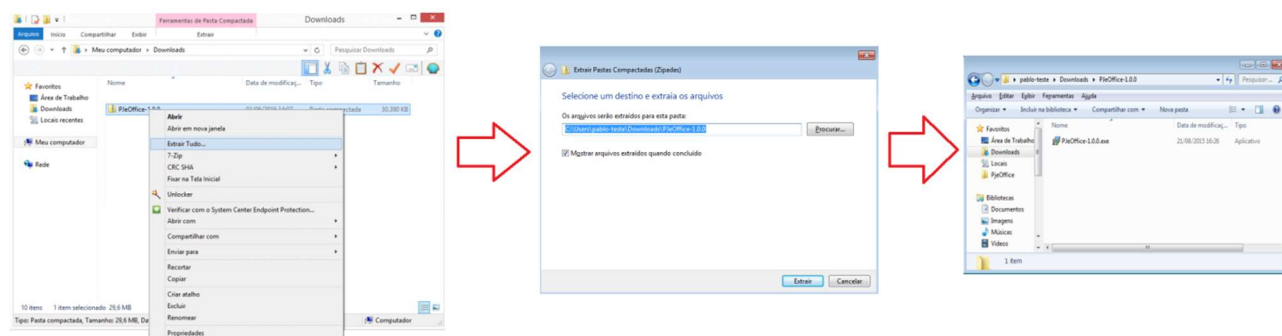 Ferramentas de Pasta Compactada Downloads
Arquivo Início Compartilhar Exibir Extrair
Meu computador Downloads Pesquisar Downloads
Nome Data de modificaç... Tipo Tamanho
Favoritos
Área de Trabalho
Downloads
Locais recentes
Meu computador
Rede
PJeOffice-1.0.0 Pasta compactada 30.380 KB
Abrir
Abrir em nova janela
Extrair Tudo...
7-Zip
CRC SHA
Fixar na Tela Inicial
Unlocker
Verificar com o System Center Endpoint Protection...
Abrir com
Compartilhar com
Enviar para
Recortar
Copiar
Criar atalho
Excluir
Renomear
Propriedades
10 itens 1 item selecionado 29,6 MB
Tipo: Pasta compactada, Tamanho: 29,6 MB, Da Computador
Extrair Pastas Compactadas (Zipadas)
Selecione um destino e extraia os arquivos
Os arquivos serão extraídos para esta pasta:
C:\Users\pablo-teste\Downloads\PJeOffice-1.0.0
Procurar...
Mostrar arquivos extraídos quando concluído
Extrair Cancelar
pablo-teste Downloads PJeOffice-1.0.0 Pesquisar...
Arquivo Editar Exibir Ferramentas Ajuda
Organizar Incluir na biblioteca Compartilhar com Nova pasta
Nome Data de modificaç... Tipo
Favoritos
Área de Trabalho
Downloads
Locais
PjeOffice
PJeOffice-1.0.0.exe 21/08/2015 16:26 Aplicativo
Bibliotecas
Documentos
Imagens
Músicas
Vídeos
1 item